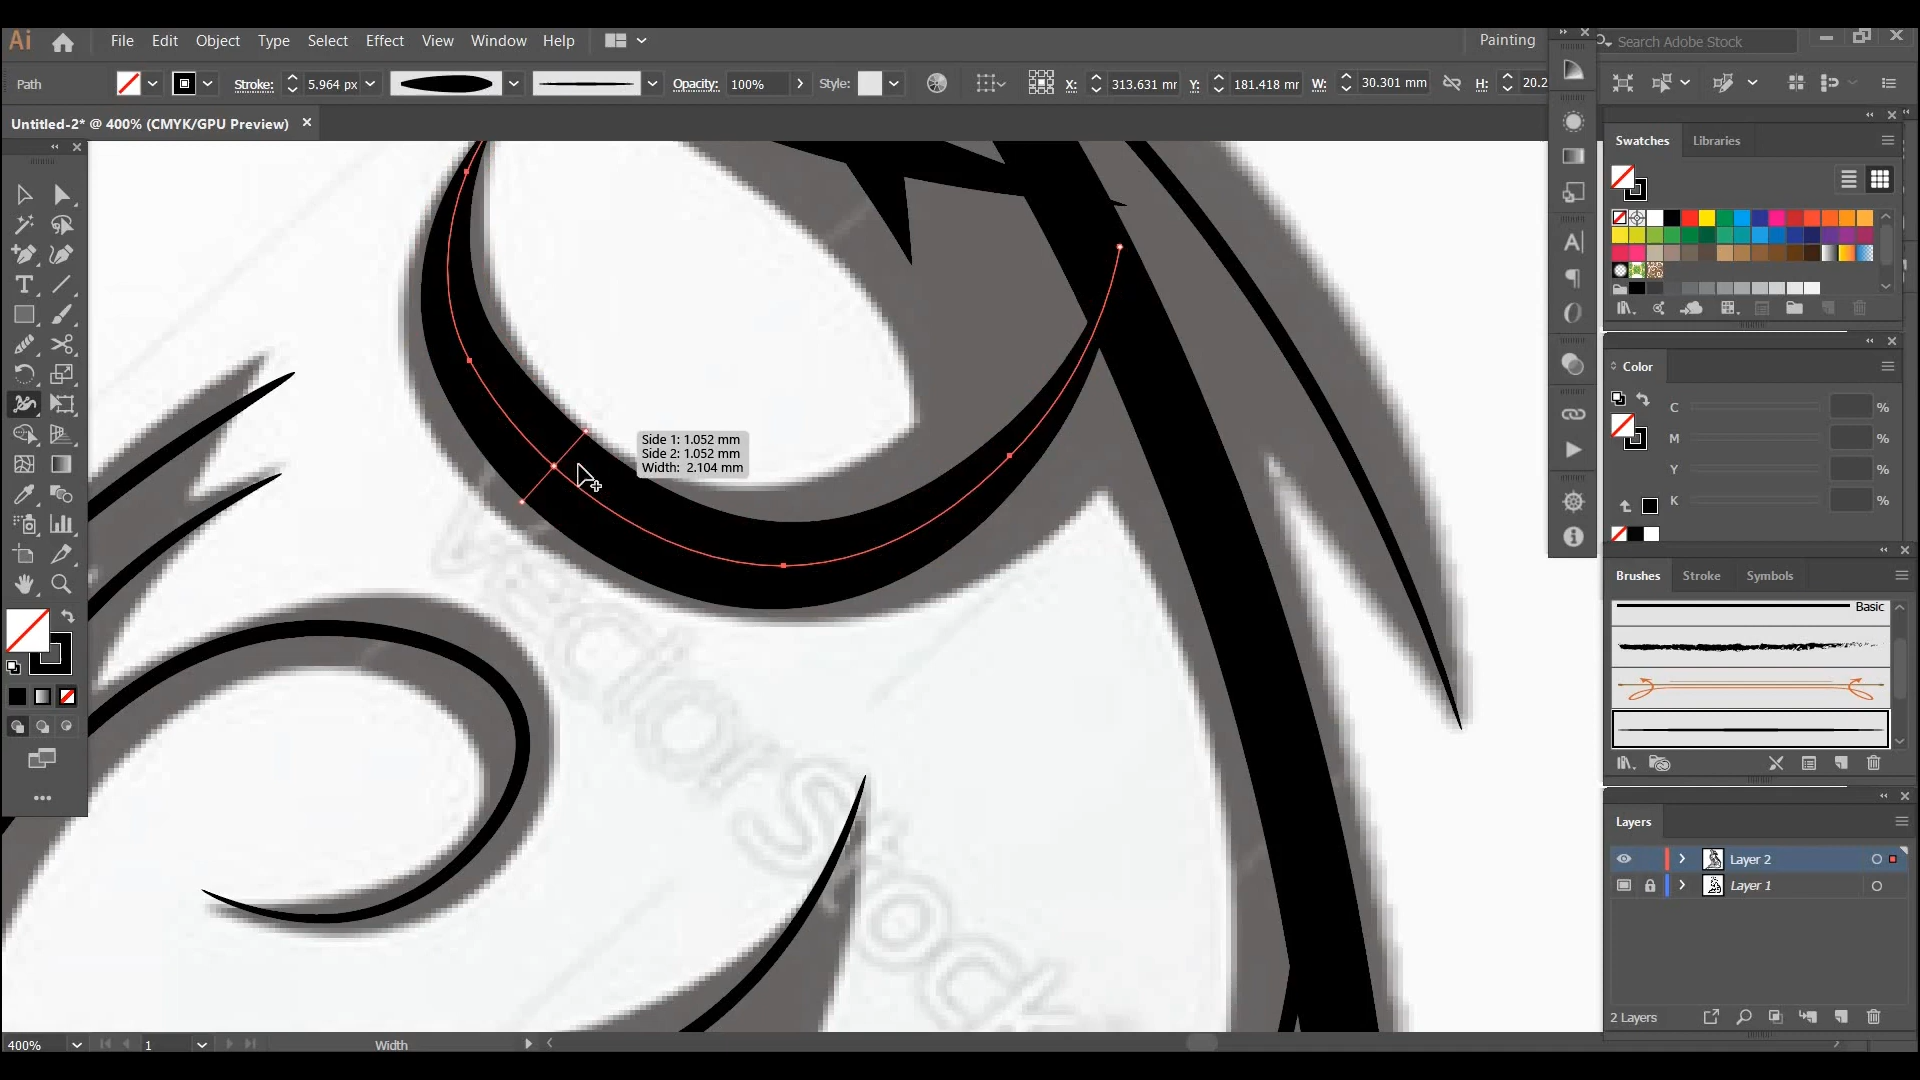 Ai File Edit Object Type Select Effect View Window Help Painting Search Adobe Stock
Path Stroke: 5.964 px Opacity: 100% Style: X: 313.631 mr Y: 181.418 mr W: 30.301 mm H: 20.2
Untitled-2* @ 400% (CMYK/GPU Preview)
Swatches Libraries
Color
C %
M %
Y %
K %
Side 1: 1.052 mm
Side 2: 1.052 mm
Width: 2.104 mm
VectorStock
Brushes Stroke Symbols
Basic
Layers
Layer 2
Layer 1
2 Layers
400% 1 Width